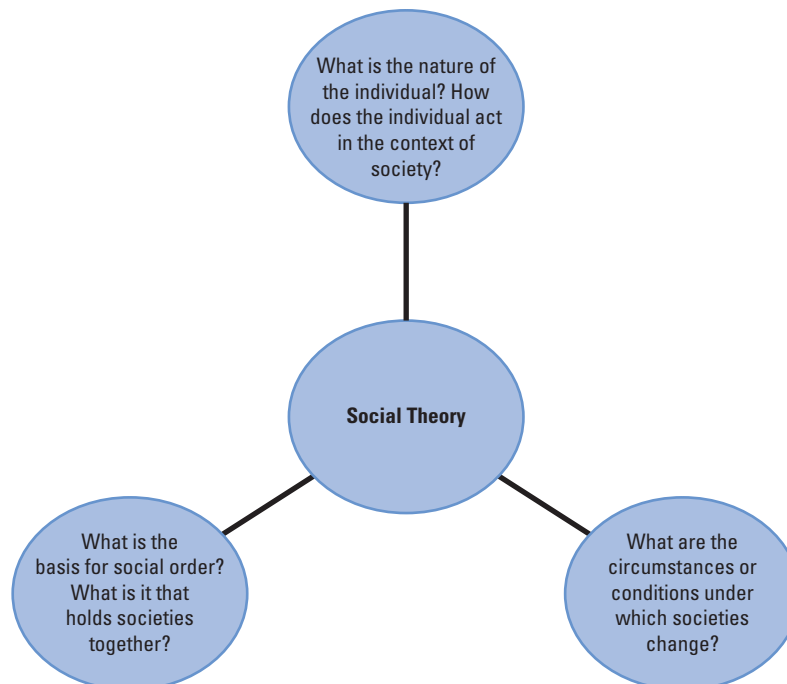 What is the nature of
the individual? How
does the individual act
in the context of
society?
Social Theory
What is the
basis for social order?
What is it that
holds societies
together?
What are the
circumstances or
conditions under
which societies
change?